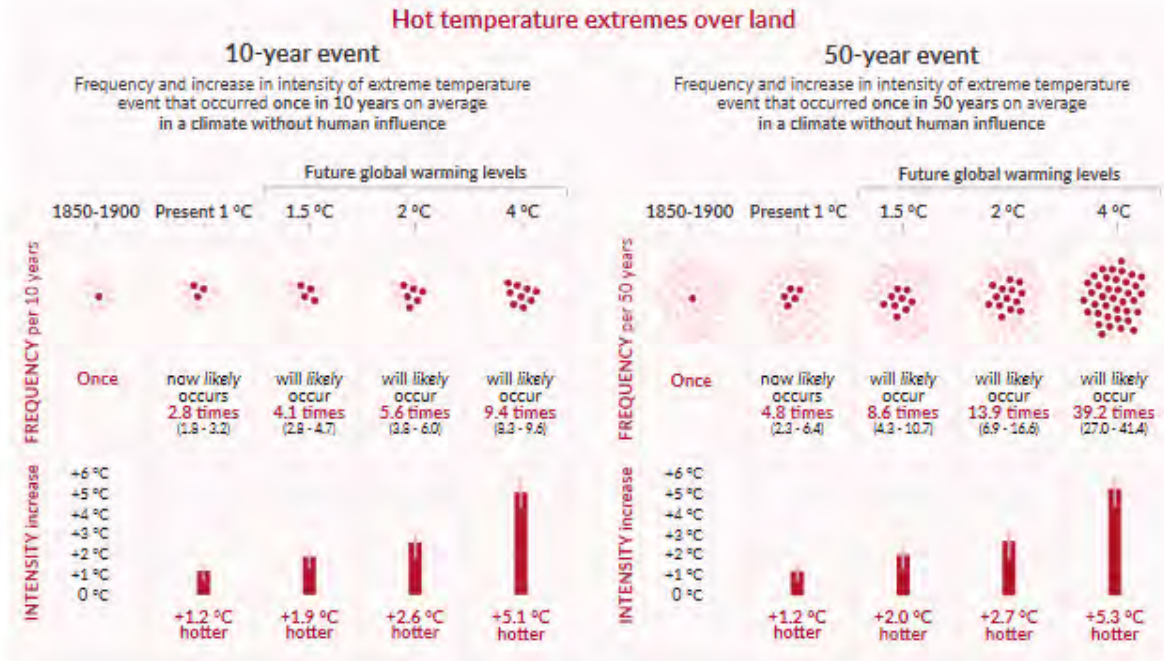 Hot temperature extremes over land
10-year event
Frequency and increase in intensity of extreme temperature
event that occurred once in 10 years on average
in a climate without human influence
Future global warming levels
1850-1900 Present 1 °C 1.5 °C 2 °C 4 °C
FREQUENCY per 10 years
Once
now likely occurs 2.8 times (1.8 - 3.2)
will likely occur 4.1 times (2.8 - 4.7)
will likely occur 5.6 times (3.8 - 6.0)
will likely occur 9.4 times (8.3 - 9.6)
INTENSITY increase
+6 °C
+5 °C
+4 °C
+3 °C
+2 °C
+1 °C
0 °C
+1.2 °C +1.9 °C +2.6 °C +5.1 °C
hotter hotter hotter hotter
50-year event
Frequency and increase in intensity of extreme temperature
event that occurred once in 50 years on average
in a climate without human influence
Future global warming levels
1850-1900 Present 1 °C 1.5 °C 2 °C 4 °C
FREQUENCY per 50 years
Once
now likely occurs 4.8 times (2.3 - 6.4)
will likely occur 8.6 times (4.3 - 10.7)
will likely occur 13.9 times (6.9 - 16.6)
will likely occur 39.2 times (27.0 - 41.4)
INTENSITY increase
+6 °C
+5 °C
+4 °C
+3 °C
+2 °C
+1 °C
0 °C
+1.2 °C +2.0 °C +2.7 °C +5.3 °C
hotter hotter hotter hotter